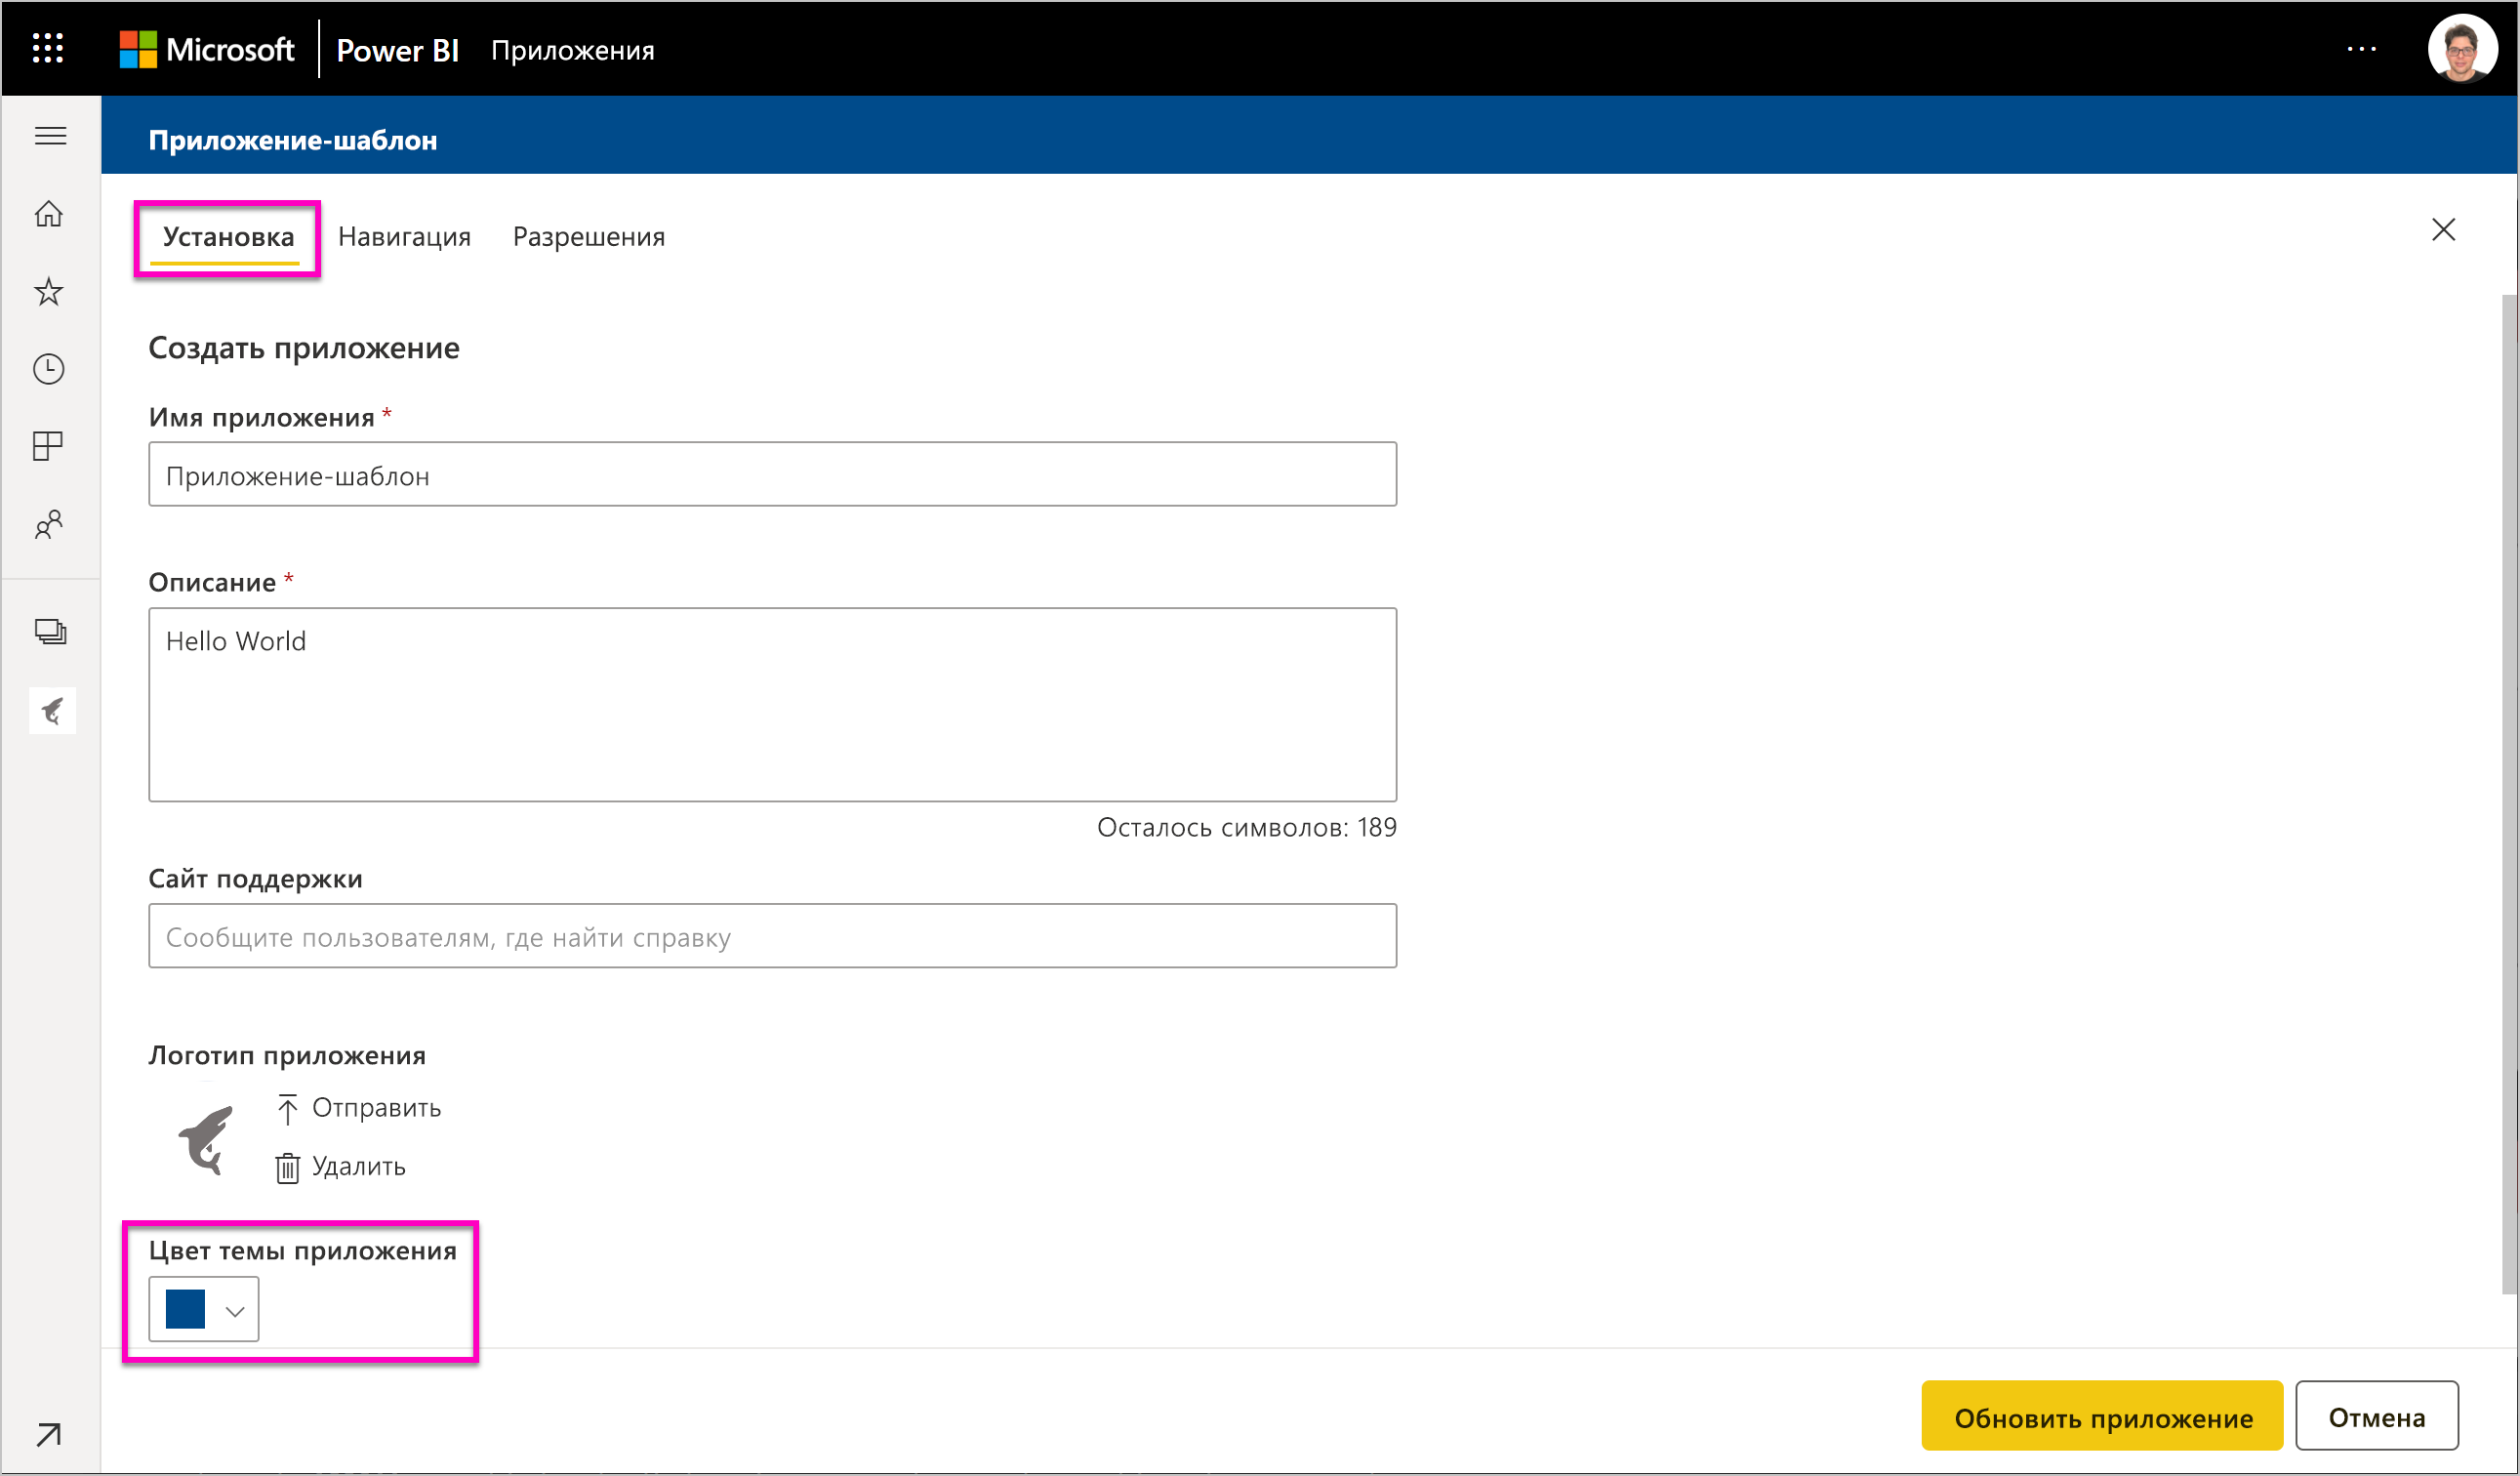 Microsoft Power BI Приложения ...
Приложение-шаблон
Установка Навигация Разрешения
Создать приложение
Имя приложения *
Приложение-шаблон
Описание *
Hello World
Осталось символов: 189
Сайт поддержки
Сообщите пользователям, где найти справку
Логотип приложения
Отправить
Удалить
Цвет темы приложения
Обновить приложение Отмена